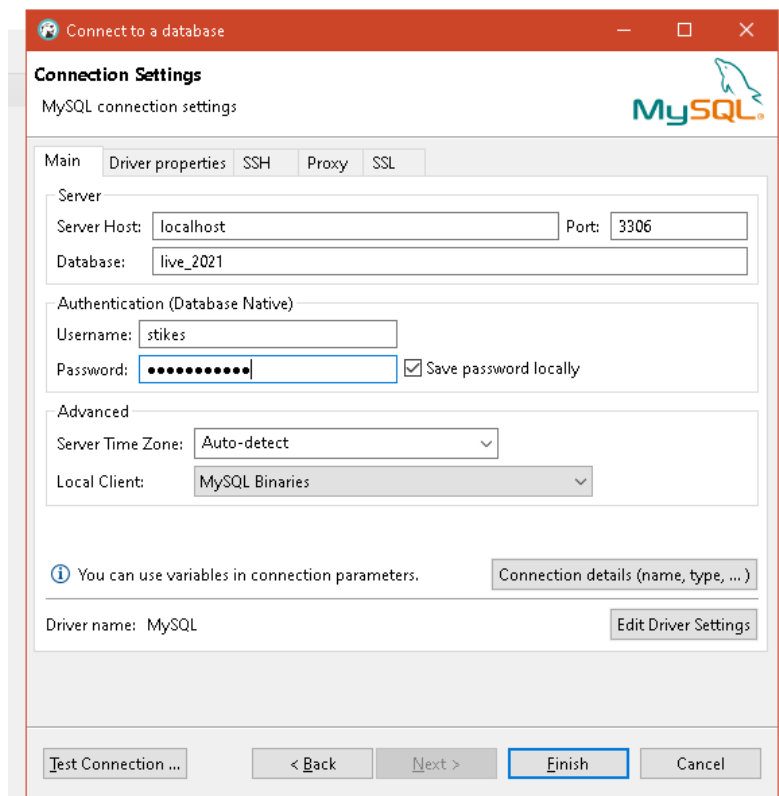 Connect to a database
Connection Settings
MySQL connection settings
MySQL®
Main Driver properties SSH Proxy SSL
Server
Server Host: localhost Port: 3306
Database: live_2021
Authentication (Database Native)
Username: stikes
Password: ●●●●●●●●●●● Save password locally
Advanced
Server Time Zone: Auto-detect
Local Client: MySQL Binaries
You can use variables in connection parameters. Connection details (name, type, ... )
Driver name: MySQL Edit Driver Settings
Test Connection ... < Back Next > Finish Cancel